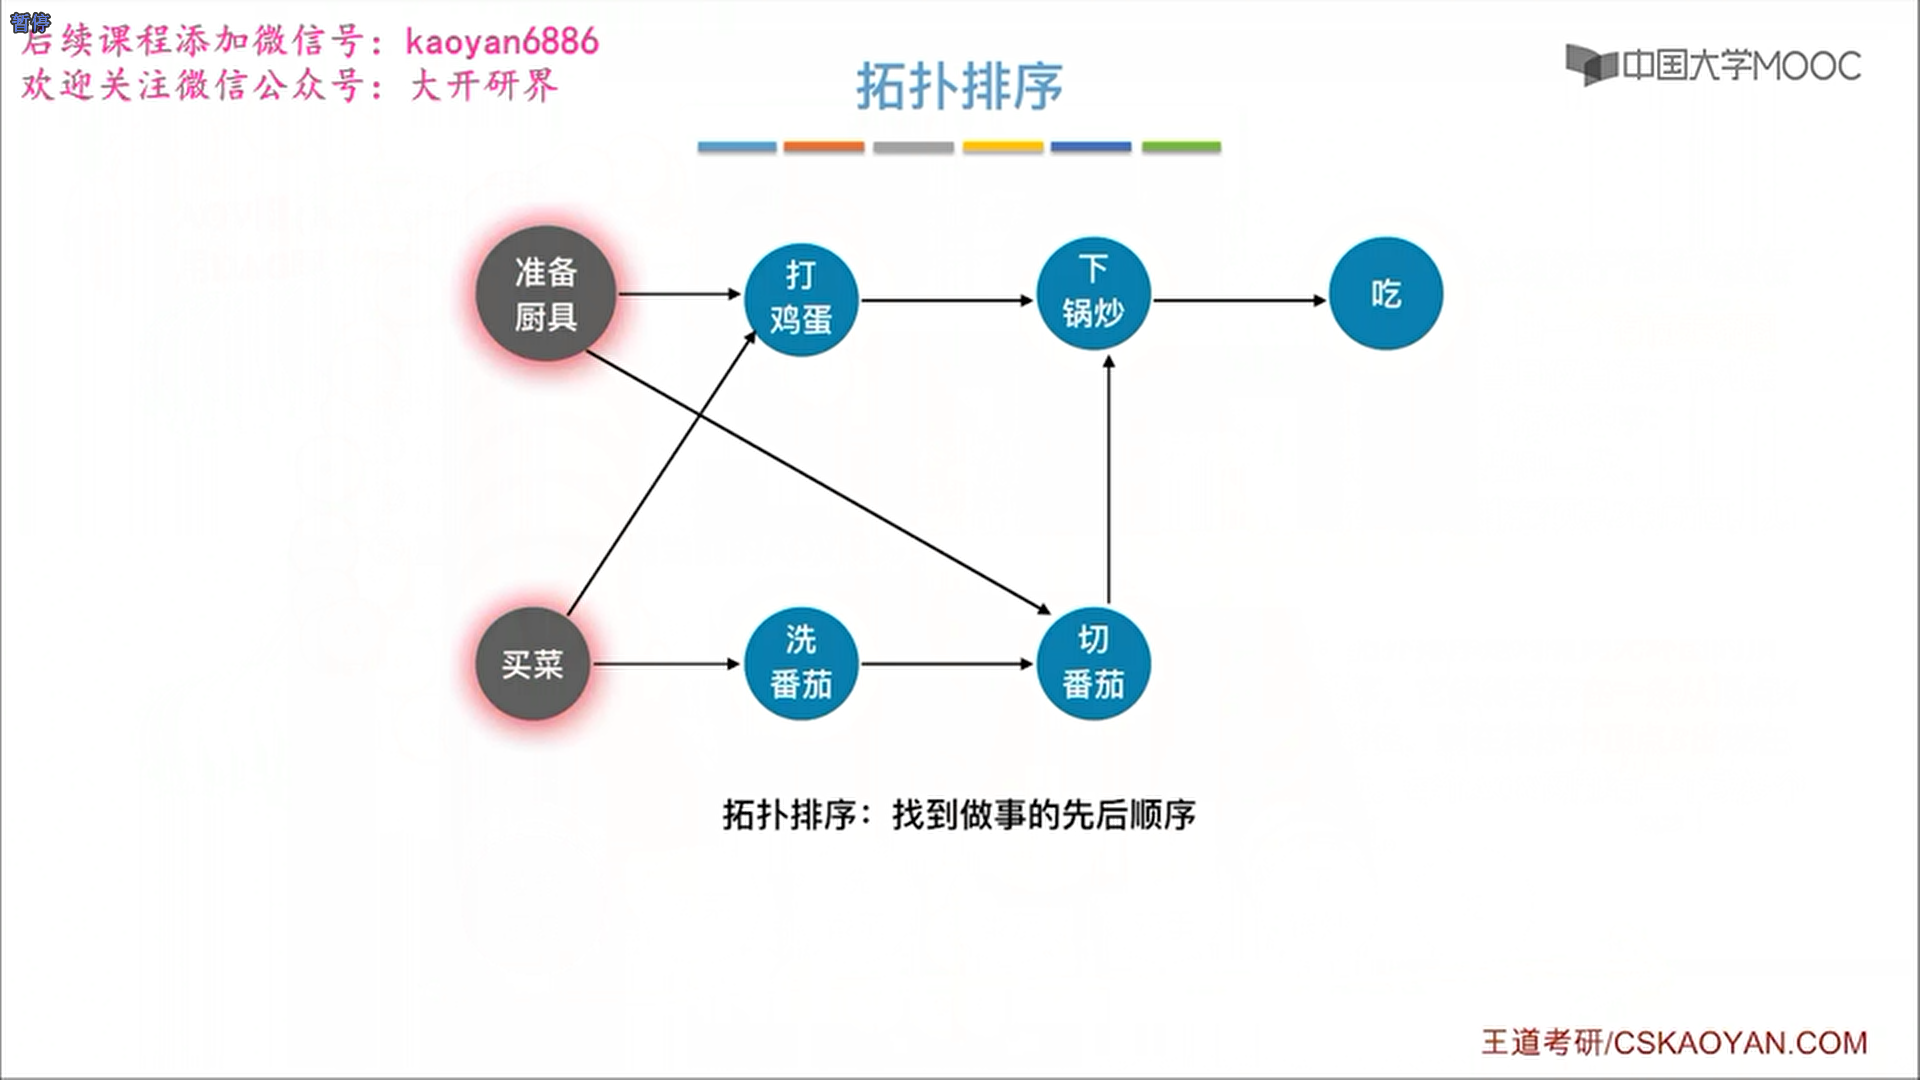 暂停
后续课程添加微信号：kaoyan6886
欢迎关注微信公众号：大开研界
中国大学MOOC
拓扑排序
准备
厨具
打
鸡蛋
下
锅炒
吃
买菜
洗
番茄
切
番茄
拓扑排序：找到做事的先后顺序
王道考研/CSKAOYAN.COM